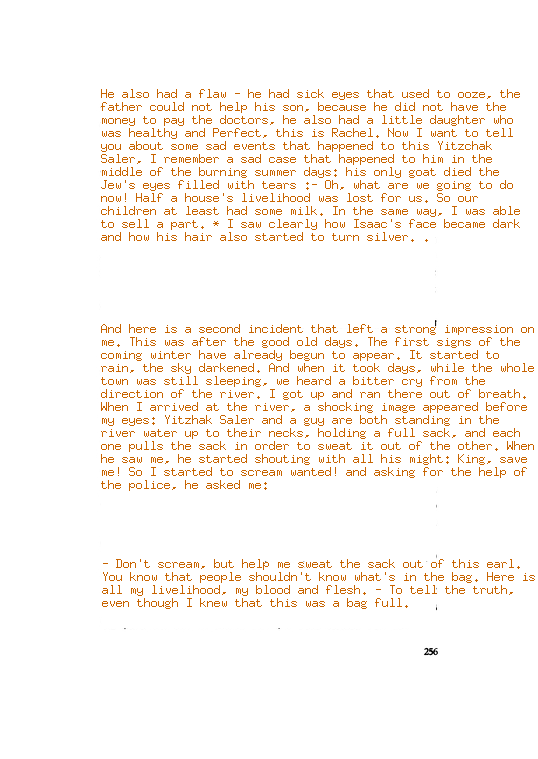 He also had a flaw - he had sick eyes that used to ooze, the
father could not help his son, because he did not have the
money to pay the doctors, he also had a little daughter who
was healthy and Perfect, this is Rachel. Now I want to tell
you about some sad events that happened to this Yitzchak
Saler, I remember a sad case that happened to him in the
middle of the burning summer days: his only goat died the
Jew's eyes filled with tears :- Oh, what are we going to do
now! Half a house's livelihood was lost for us. So our
children at least had some milk. In the same way, I was able
to sell a part. * I saw clearly how Isaac's face became dark
and how his hair also started to turn silver. .
And here is a second incident that left a strong impression on
me. This was after the good old days. The first signs of the
coming winter have already begun to appear. It started to
rain, the sky darkened. And when it took days, while the whole
town was still sleeping, we heard a bitter cry from the
direction of the river. I got up and ran there out of breath.
When I arrived at the river, a shocking image appeared before
my eyes: Yitzhak Saler and a guy are both standing in the
river water up to their necks, holding a full sack, and each
one pulls the sack in order to sweat it out of the other. When
he saw me, he started shouting with all his might: King, save
me! So I started to scream wanted! and asking for the help of
the police, he asked me:
- Don't scream, but help me sweat the sack out of this earl.
You know that people shouldn't know what's in the bag. Here is
all my livelihood, my blood and flesh. - To tell the truth,
even though I knew that this was a bag full.
256